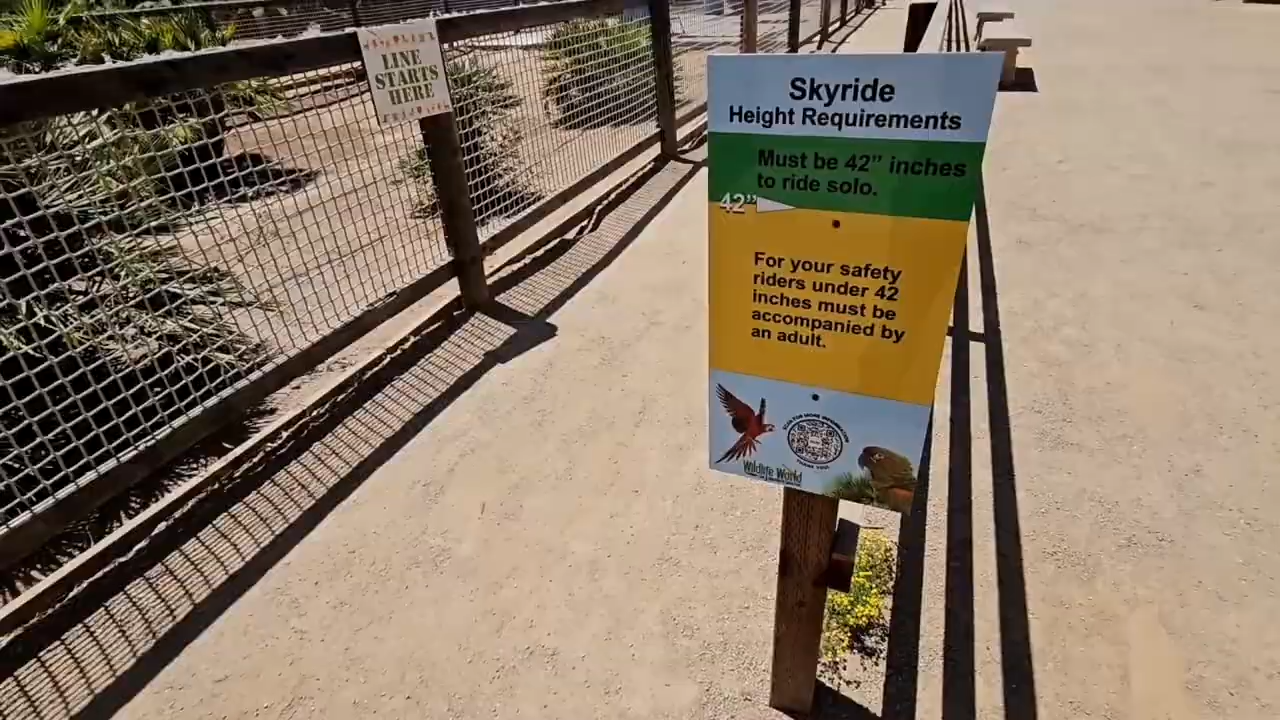 LINE
STARTS
HERE
Skyride
Height Requirements
Must be 42” inches
to ride solo.
42”
For your safety
riders under 42
inches must be
accompanied by
an adult.
Wildlife World